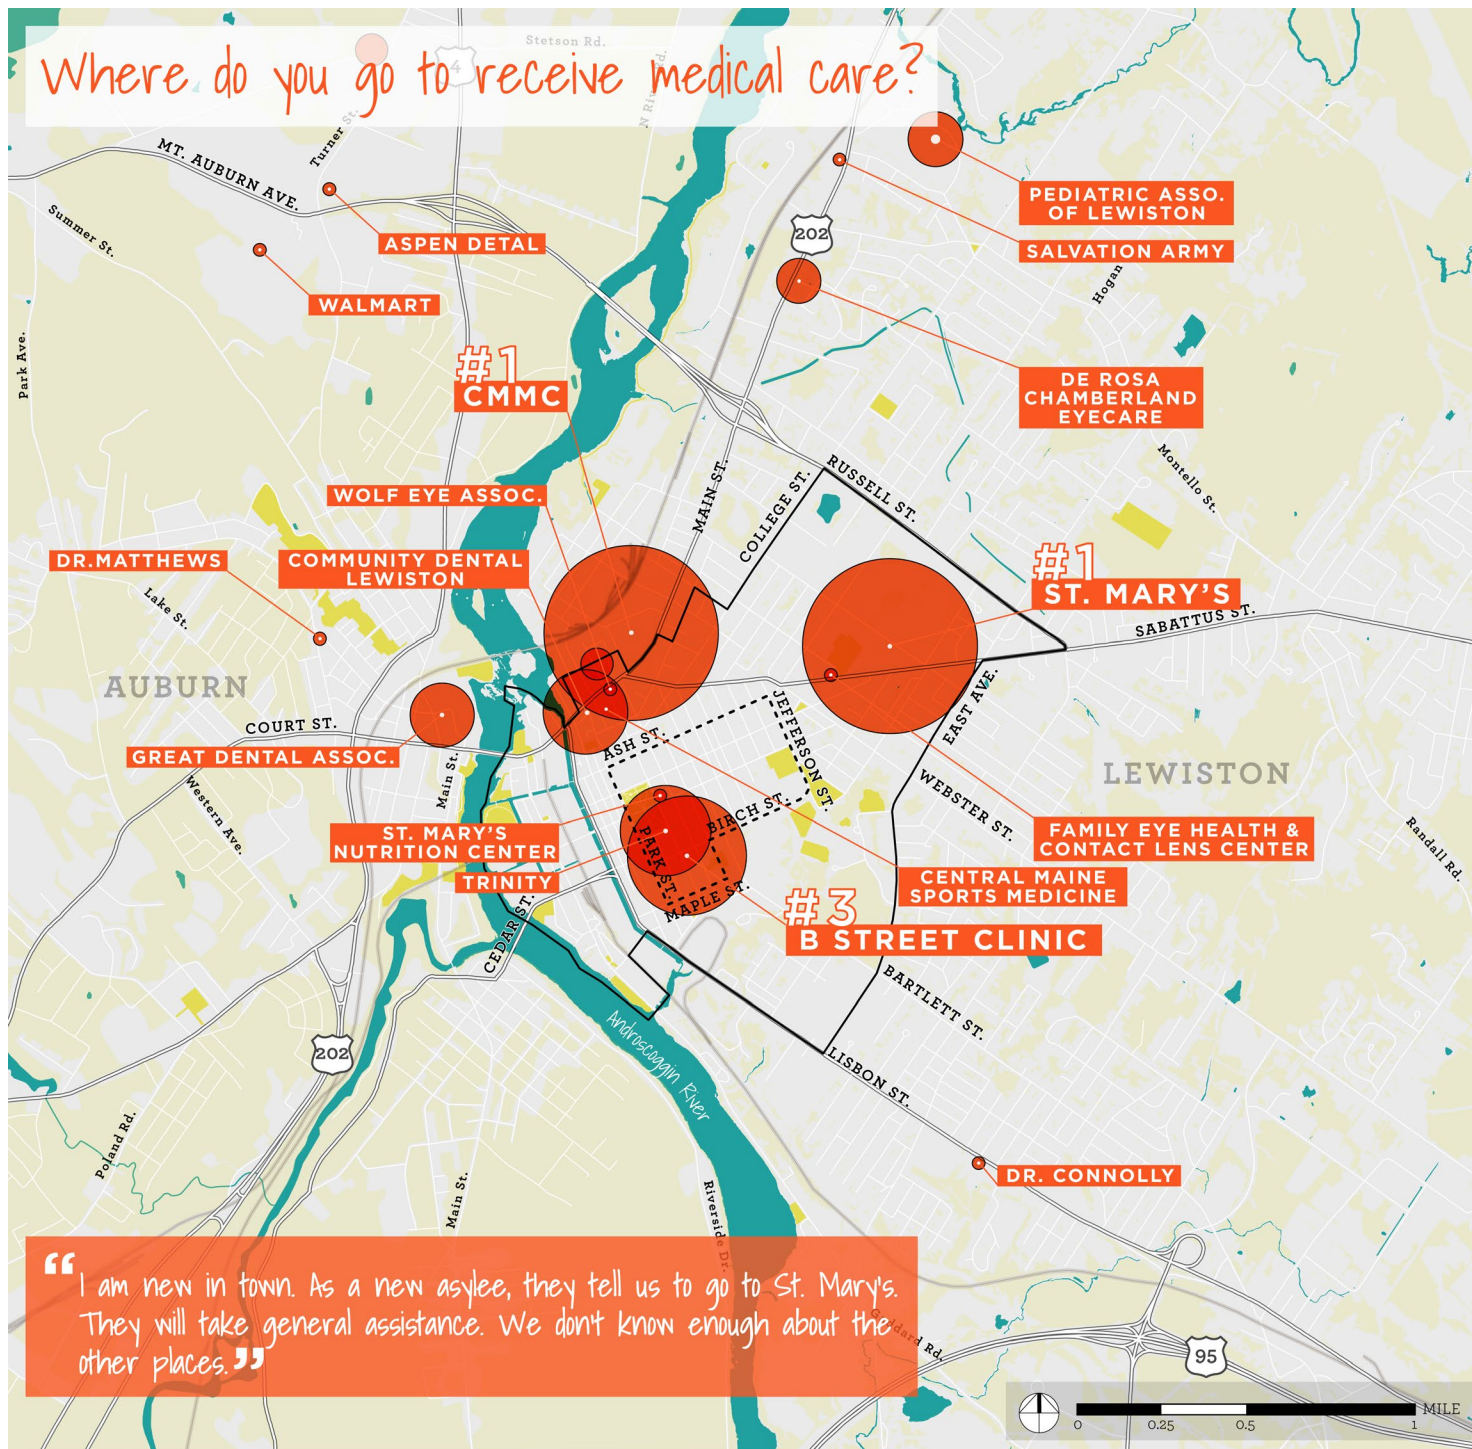 Where do you go to receive medical care?
Stetson Rd.
4
N Riv
Rd.
Turner St.
MT. AUBURN AVE.
Summer St.
Park Ave.
ASPEN DETAL
WALMART
PEDIATRIC ASSO.
OF LEWISTON
202
SALVATION ARMY
Hogan
#1
CMMC
DE ROSA
CHAMBERLAND
EYECARE
Montello St.
WOLF EYE ASSOC.
MAIN ST.
COLLEGE ST.
RUSSELL ST.
DR.MATTHEWS
COMMUNITY DENTAL
LEWISTON
#1
ST. MARY'S
SABATTUS ST.
Lake St.
AUBURN
COURT ST.
GREAT DENTAL ASSOC.
Main St.
Western Ave.
ASH ST.
JEFFERSON ST.
EAST AVE.
LEWISTON
WEBSTER ST.
BIRCH ST.
PARK ST.
MAPLE ST.
ST. MARY'S
NUTRITION CENTER
TRINITY
FAMILY EYE HEALTH &
CONTACT LENS CENTER
Randall Rd.
CENTRAL MAINE
SPORTS MEDICINE
#3
B STREET CLINIC
CEDAR ST.
BARTLETT ST.
202
Androscoggin River
LISBON ST.
Poland Rd.
Main St.
Riverside Dr.
DR. CONNOLLY
“I am new in town. As a new asylee, they tell us to go to St. Mary's.
They will take general assistance. We don't know enough about the
other places.”
Goddard Rd.
95
MILE
0 0.25 0.5 1